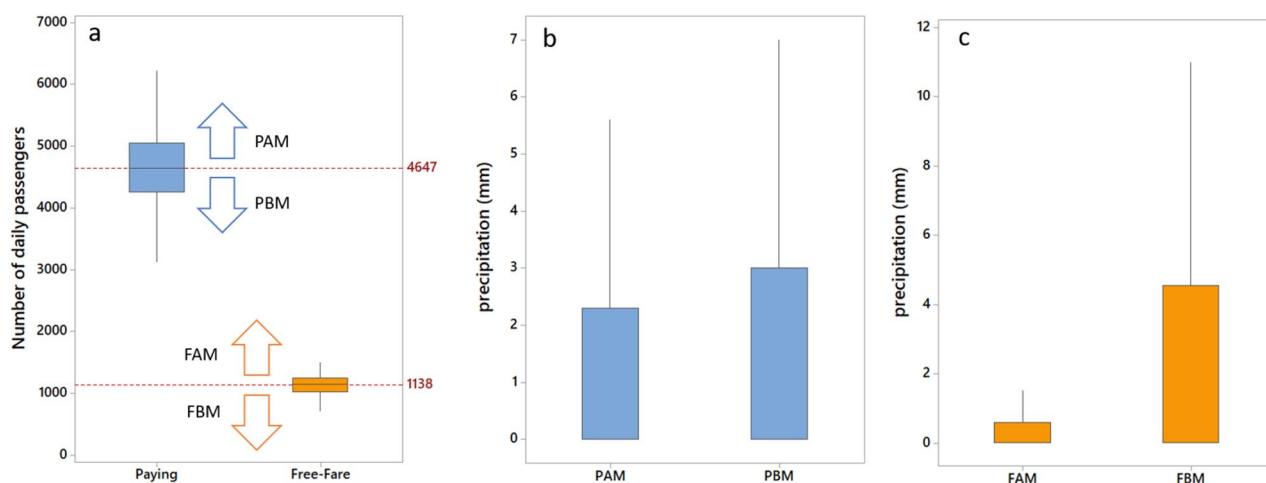 a
Number of daily passengers
7000
6000
5000
4000
3000
2000
1000
0
PAM
4647
PBM
FAM
1138
FBM
Paying
Free-Fare
b
precipitation (mm)
7
6
5
4
3
2
1
0
PAM
PBM
c
precipitation (mm)
12
10
8
6
4
2
0
FAM
FBM